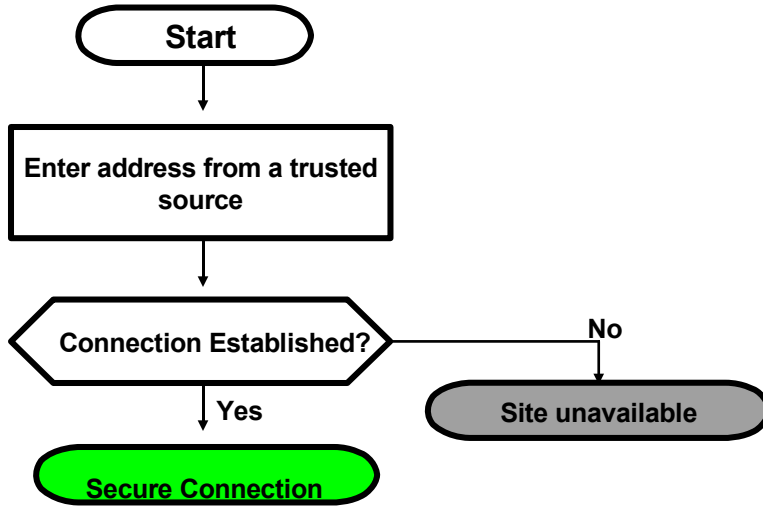 Start
Enter address from a trusted
source
Connection Established?
No
Yes
Site unavailable
Secure Connection